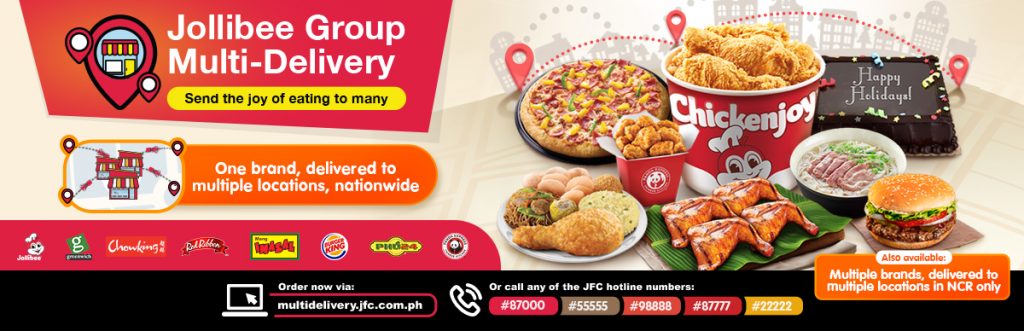 Jollibee Group
Multi-Delivery
Send the joy of eating to many
One brand, delivered to
multiple locations, nationwide
Chickenjoy
Happy
Holidays!
Jollibee
greenwich
Chowking
Red Ribbon
Mang
INASAL
BURGER
KING
PHO24
PANDA EXPRESS
Also available:
Multiple brands, delivered to
multiple locations in NCR only
Order now via:
multidelivery.jfc.com.ph
Or call any of the JFC hotline numbers:
#87000 #55555 #98888 #87777 #22222